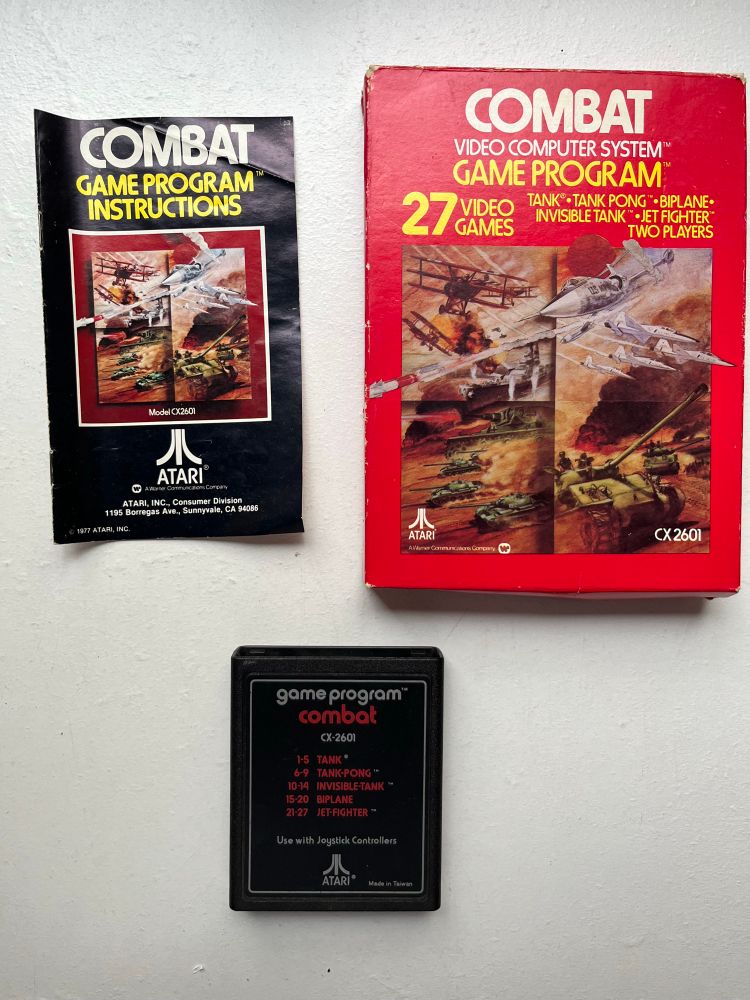 COMBAT
GAME PROGRAM™
INSTRUCTIONS
Model CX2601
ATARI®
A Warner Communications Company
ATARI, INC., Consumer Division
1195 Borregas Ave., Sunnyvale, CA 94086
© 1977 ATARI, INC.
COMBAT
VIDEO COMPUTER SYSTEM™
GAME PROGRAM™
27 VIDEO GAMES
TANK® • TANK PONG™ • BIPLANE •
INVISIBLE TANK™ • JET FIGHTER™
TWO PLAYERS
ATARI®
A Warner Communications Company
CX2601
game program™
combat
CX-2601
1-5 TANK®
6-9 TANK-PONG™
10-14 INVISIBLE-TANK™
15-20 BIPLANE
21-27 JET-FIGHTER™
Use with Joystick Controllers
ATARI®
Made in Taiwan